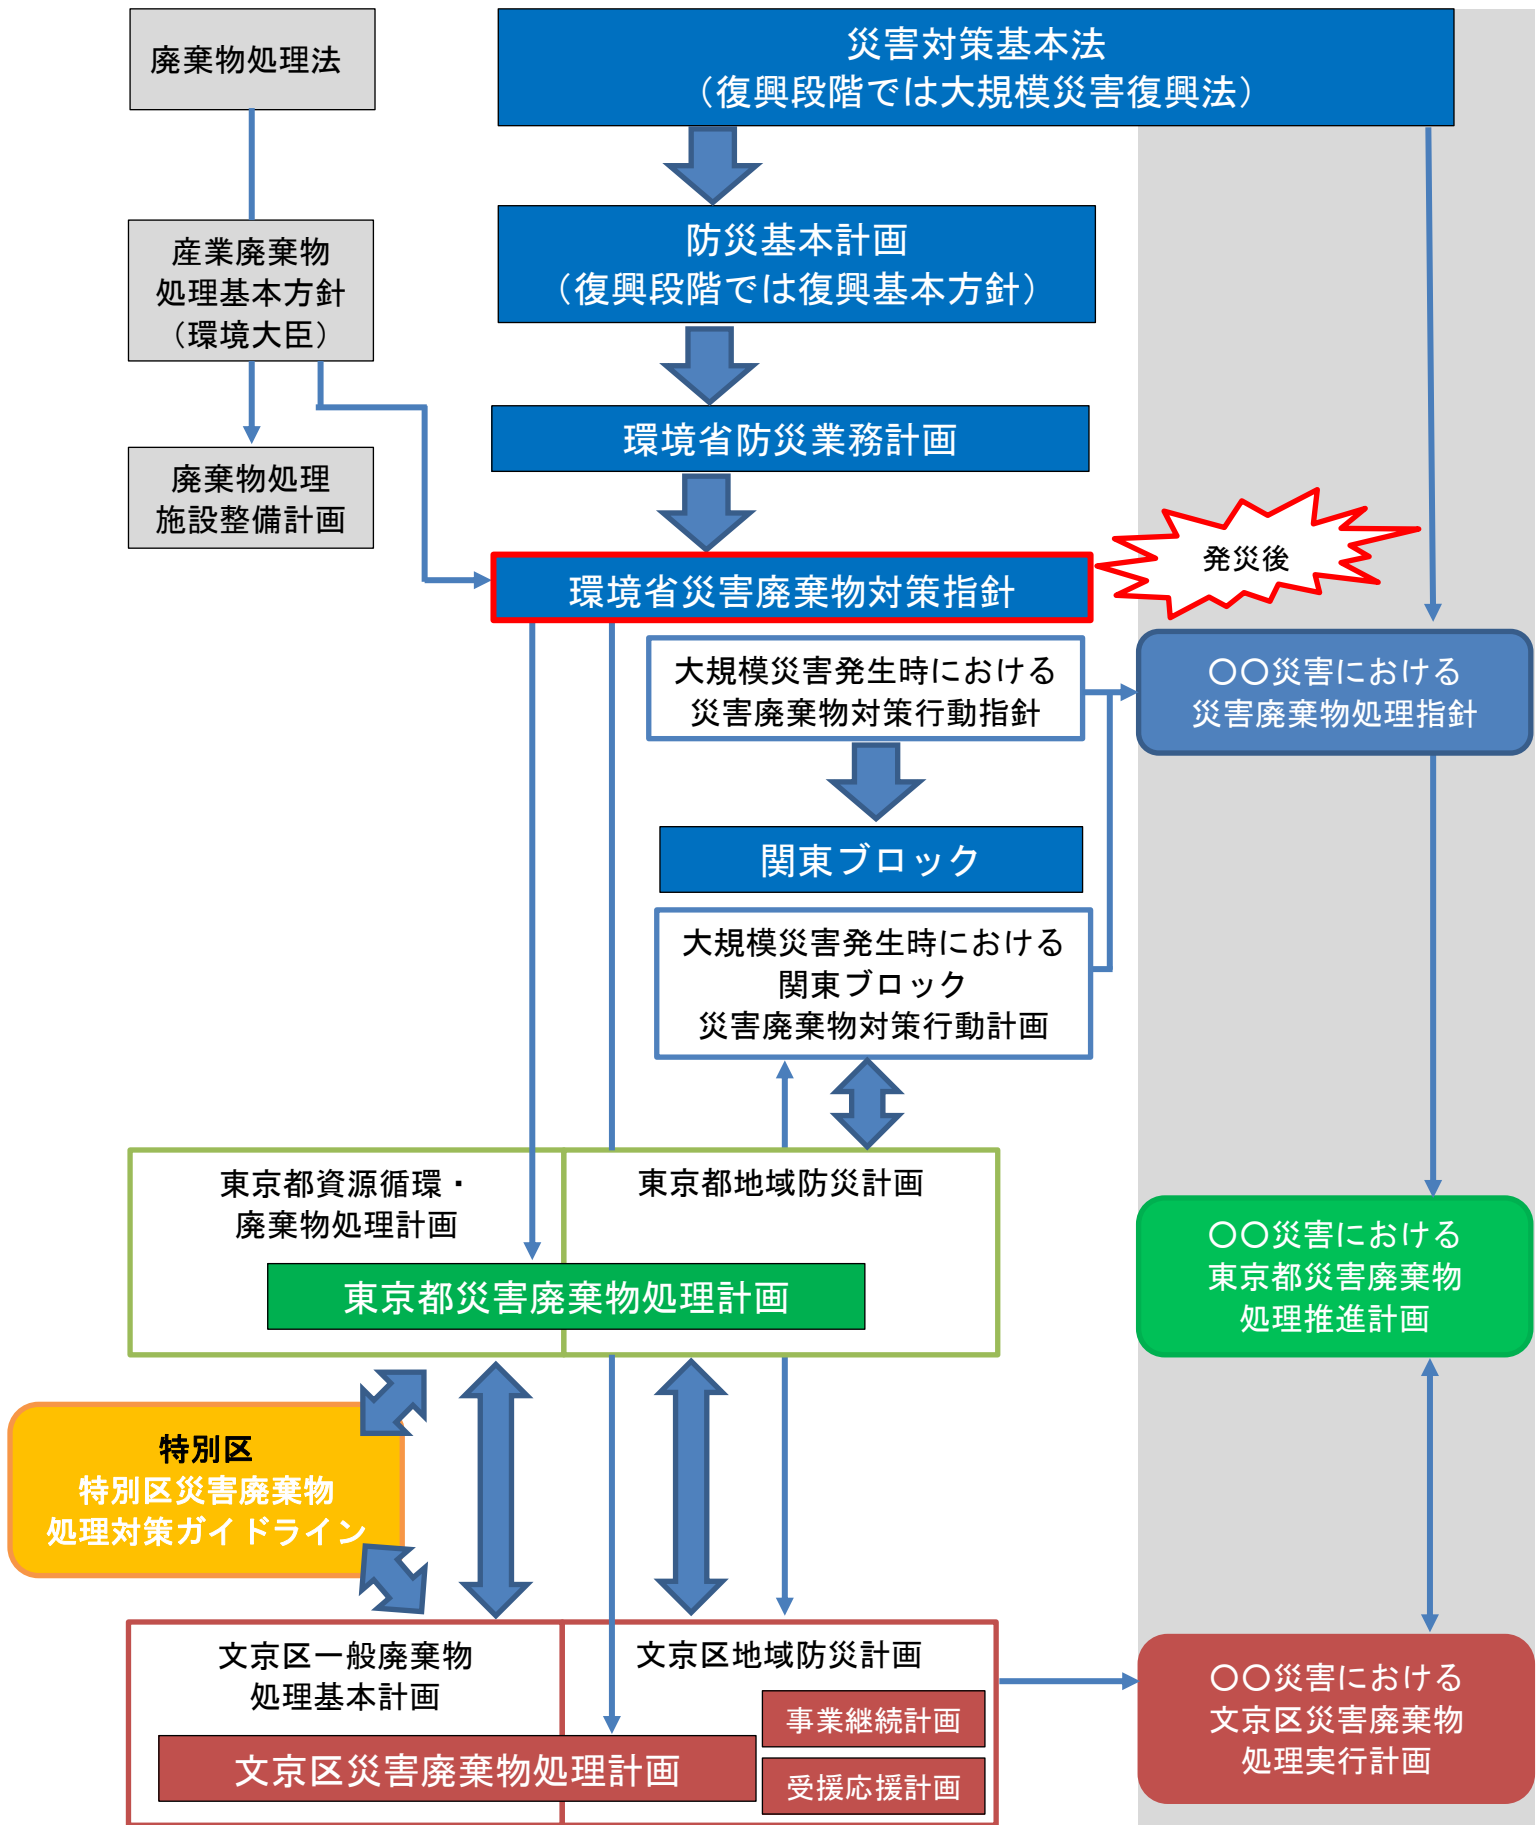 廃棄物処理法
災害対策基本法
（復興段階では大規模災害復興法）
産業廃棄物
処理基本方針
（環境大臣）
防災基本計画
（復興段階では復興基本方針）
環境省防災業務計画
廃棄物処理
施設整備計画
発災後
環境省災害廃棄物対策指針
大規模災害発生時における
災害廃棄物対策行動指針
〇〇災害における
災害廃棄物処理指針
関東ブロック
大規模災害発生時における
関東ブロック
災害廃棄物対策行動計画
東京都資源循環・
廃棄物処理計画
東京都地域防災計画
東京都災害廃棄物処理計画
〇〇災害における
東京都災害廃棄物
処理推進計画
特別区
特別区災害廃棄物
処理対策ガイドライン
文京区一般廃棄物
処理基本計画
文京区地域防災計画
事業継続計画
文京区災害廃棄物処理計画
受援応援計画
〇〇災害における
文京区災害廃棄物
処理実行計画